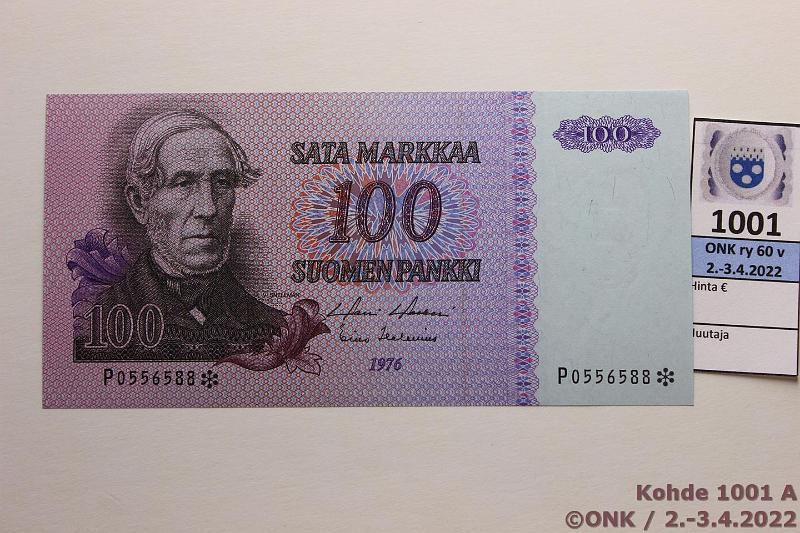 100
SATA MARKKAA
100
SUOMEN PANKKI
100
1976
P0556588*
P0556588*
1001
ONK ry 60 v
2.-3.4.2022
Hinta €
Huutaja
Kohde 1001 A
©ONK / 2.-3.4.2022